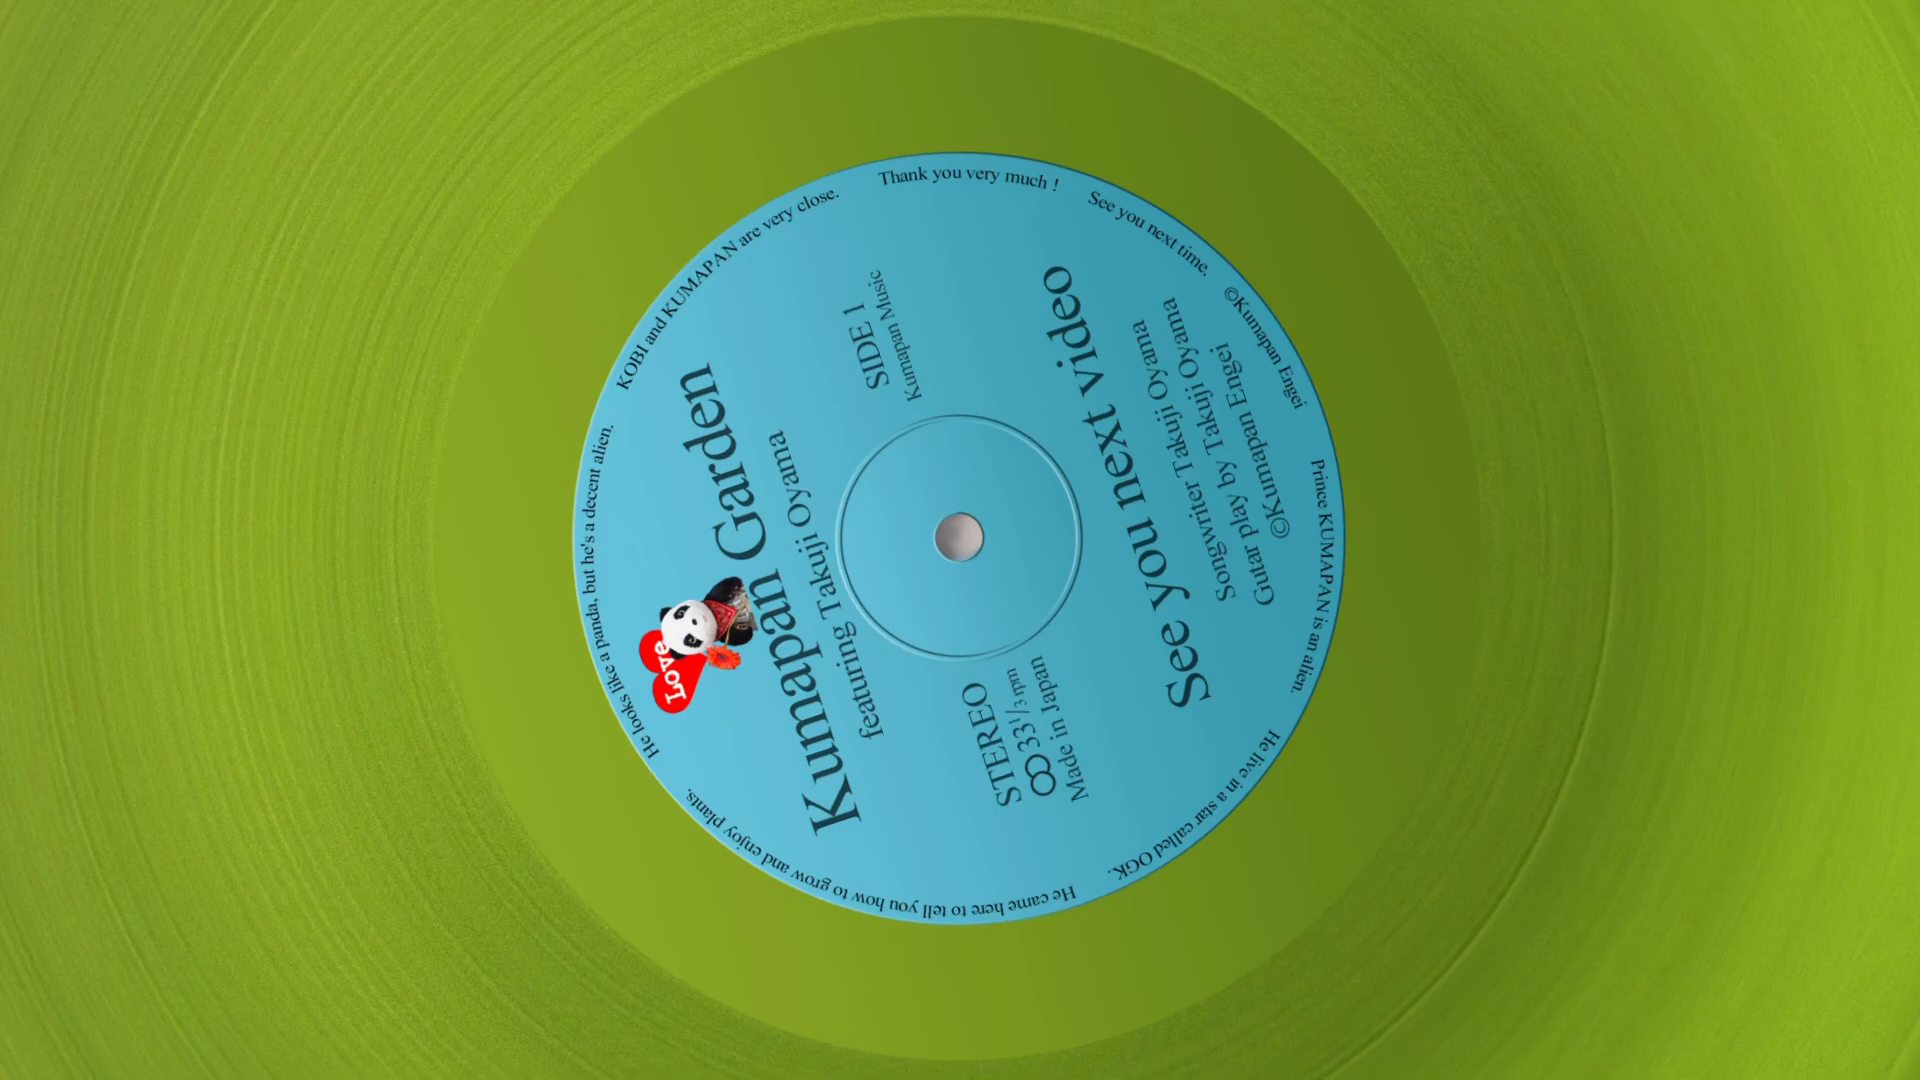 Love
Kumapan Garden
featuring Takuji Oyama
STEREO
33 1/3 rpm
Made in Japan
SIDE 1
Kumapan Music
See you next video
Songwriter Takuji Oyama
Gutar play by Takuji Oyama
©Kumapan Engei
Prince KUMAPAN is an alien.
He live in a star called OGK.
He came here to tell you how to grow and enjoy plants.
He looks like a panda, but he's a decent alien.
KOBI and KUMAPAN are very close.
Thank you very much !
See you next time.
©Kumapan Engei